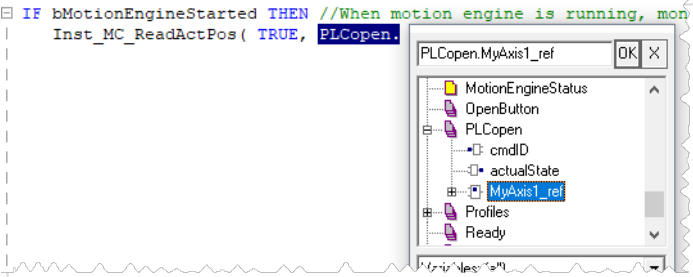 IF bMotionEngineStarted THEN //When motion engine is running, mon
Inst_MC_ReadActPos( TRUE, PLCopen.
PLCopen.MyAxis1_ref OK X
MotionEngineStatus
OpenButton
PLCopen
cmdID
actualState
MyAxis1_ref
Profiles
Ready